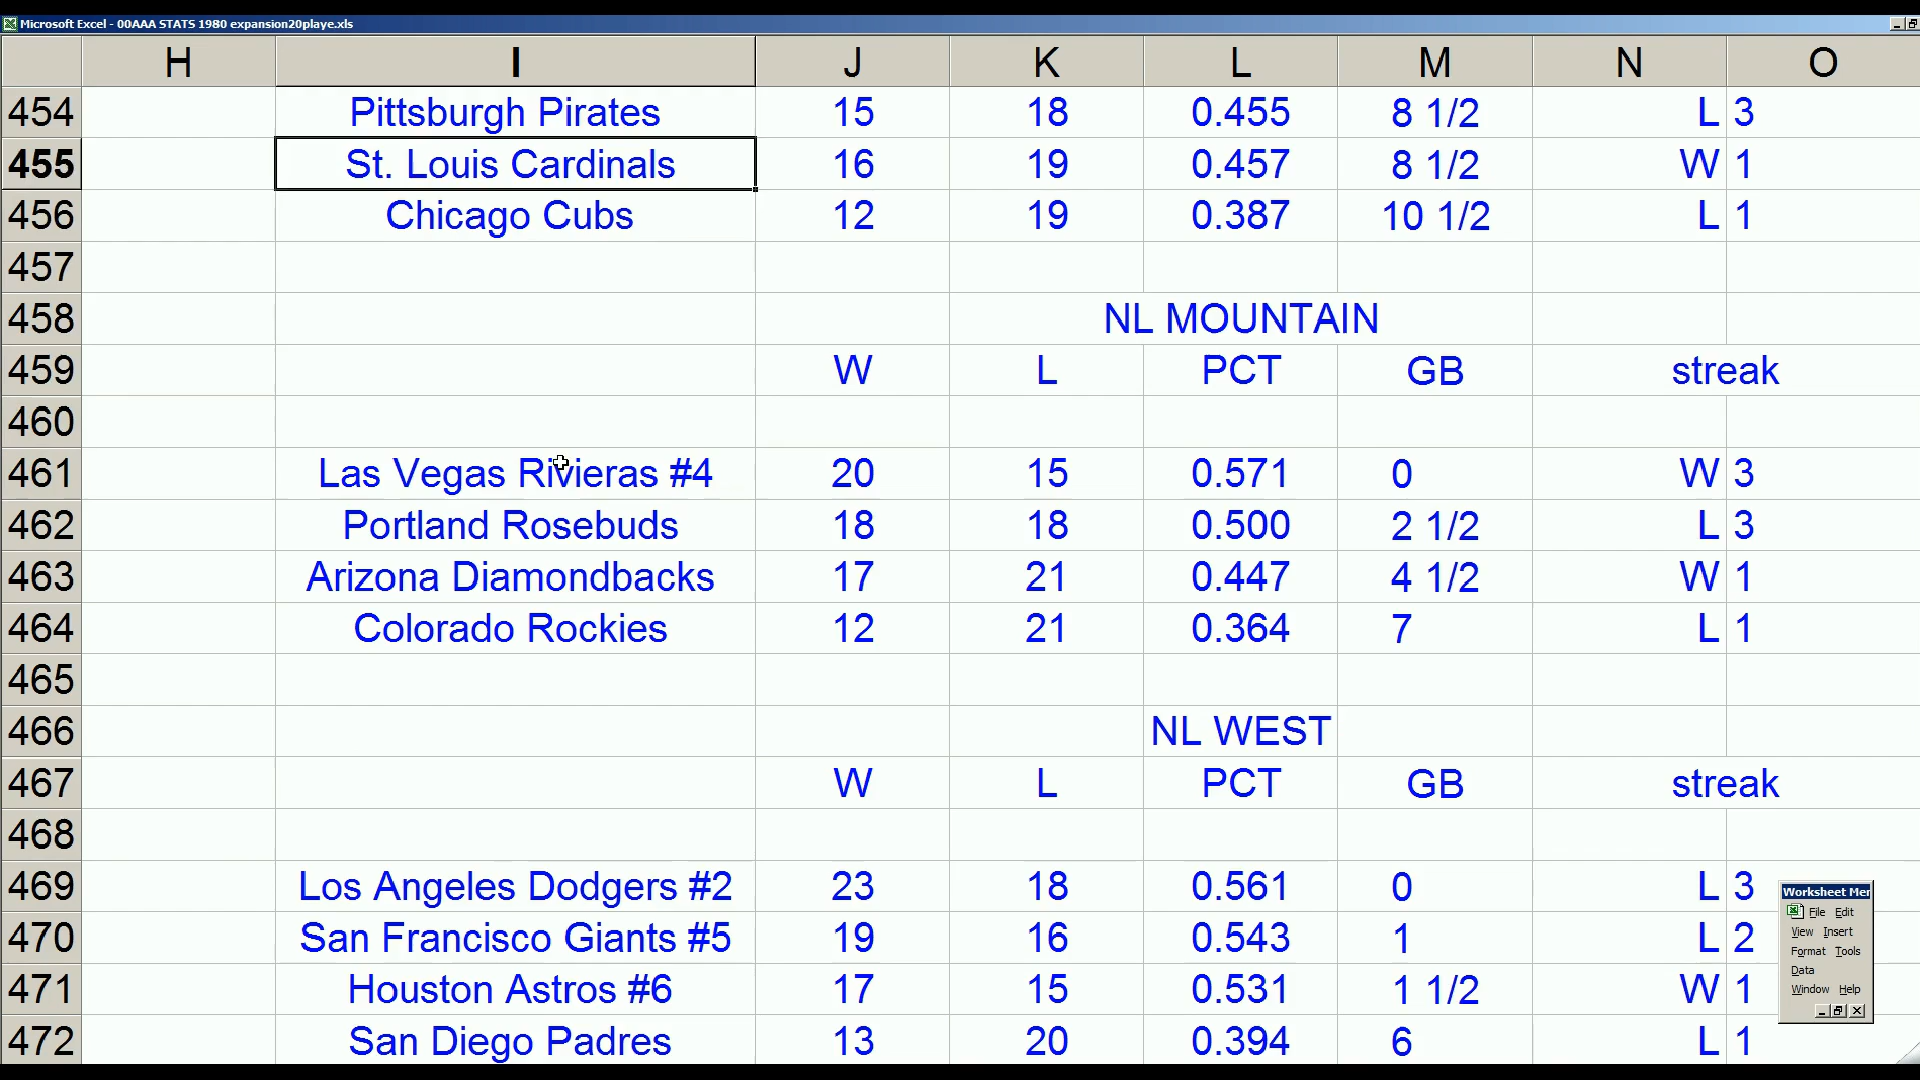 Microsoft Excel - 00AAA STATS 1980 expansion20playe.xls
H I J K L M N O
454 Pittsburgh Pirates 15 18 0.455 8 1/2 L 3
455 St. Louis Cardinals 16 19 0.457 8 1/2 W 1
456 Chicago Cubs 12 19 0.387 10 1/2 L 1
457
458 NL MOUNTAIN
459 W L PCT GB streak
460
461 Las Vegas Rivieras #4 20 15 0.571 0 W 3
462 Portland Rosebuds 18 18 0.500 2 1/2 L 3
463 Arizona Diamondbacks 17 21 0.447 4 1/2 W 1
464 Colorado Rockies 12 21 0.364 7 L 1
465
466 NL WEST
467 W L PCT GB streak
468
469 Los Angeles Dodgers #2 23 18 0.561 0 L 3
470 San Francisco Giants #5 19 16 0.543 1 L 2
471 Houston Astros #6 17 15 0.531 1 1/2 W 1
472 San Diego Padres 13 20 0.394 6 L 1
Worksheet Mer
File Edit
View Insert
Format Tools
Data
Window Help